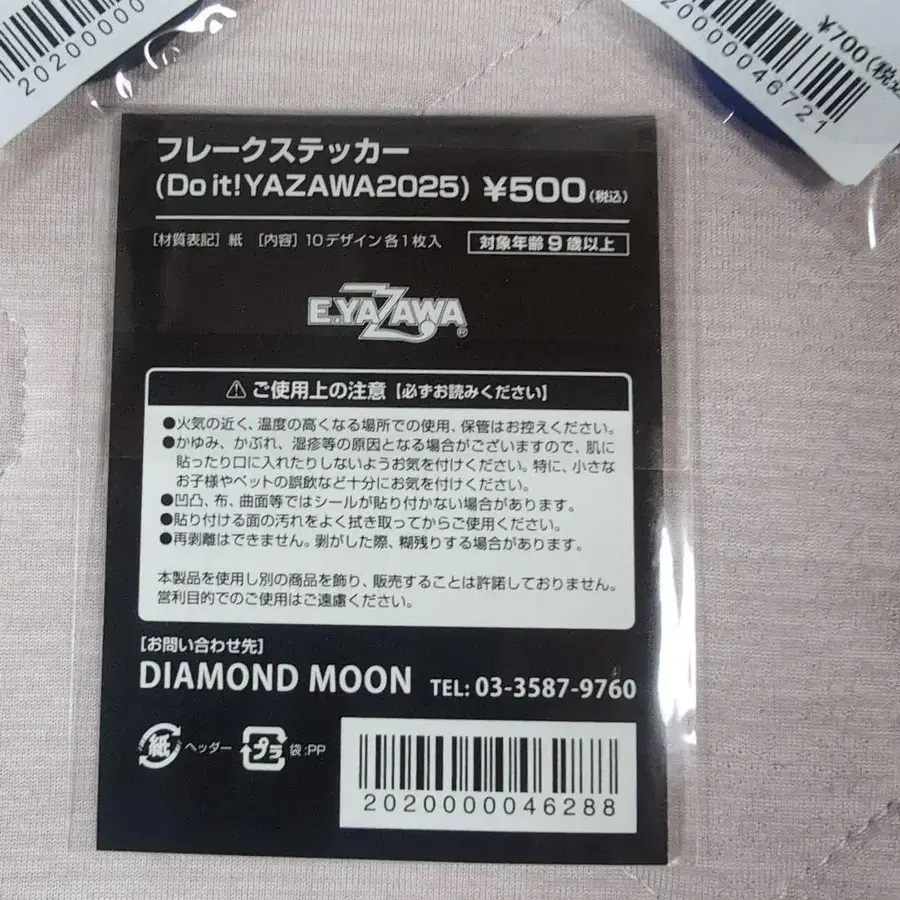 2020000
¥700(税込
2000004672１
フレークステッカー
(Do it!YAZAWA2025) ¥500(税込)
[材質表記] 紙 [内容] 10デザイン各1枚入 対象年齢9歳以上
E.YAZAWA®
⚠ ご使用上の注意【必ずお読みください】
●火気の近く、温度の高くなる場所での使用、保管はお控えください。
●かゆみ、かぶれ、湿疹等の原因となる場合がございますので、肌に
貼ったり口に入れたりしないようお気を付けください。特に、小さな
お子様やペットの誤飲など十分にお気を付けください。
●凹凸、布、曲面等ではシールが貼り付かない場合があります。
●貼り付ける面の汚れをよく拭き取ってからご使用ください。
●再剥離はできません。剥がした際、糊残りする場合があります。
本製品を使用し別の商品を飾り、販売することは許諾しておりません。
営利目的でのご使用はご遠慮ください。
[お問い合わせ先]
DIAMOND MOON TEL: 03-3587-9760
紙 ヘッダー プラ 袋:PP
2020000046288